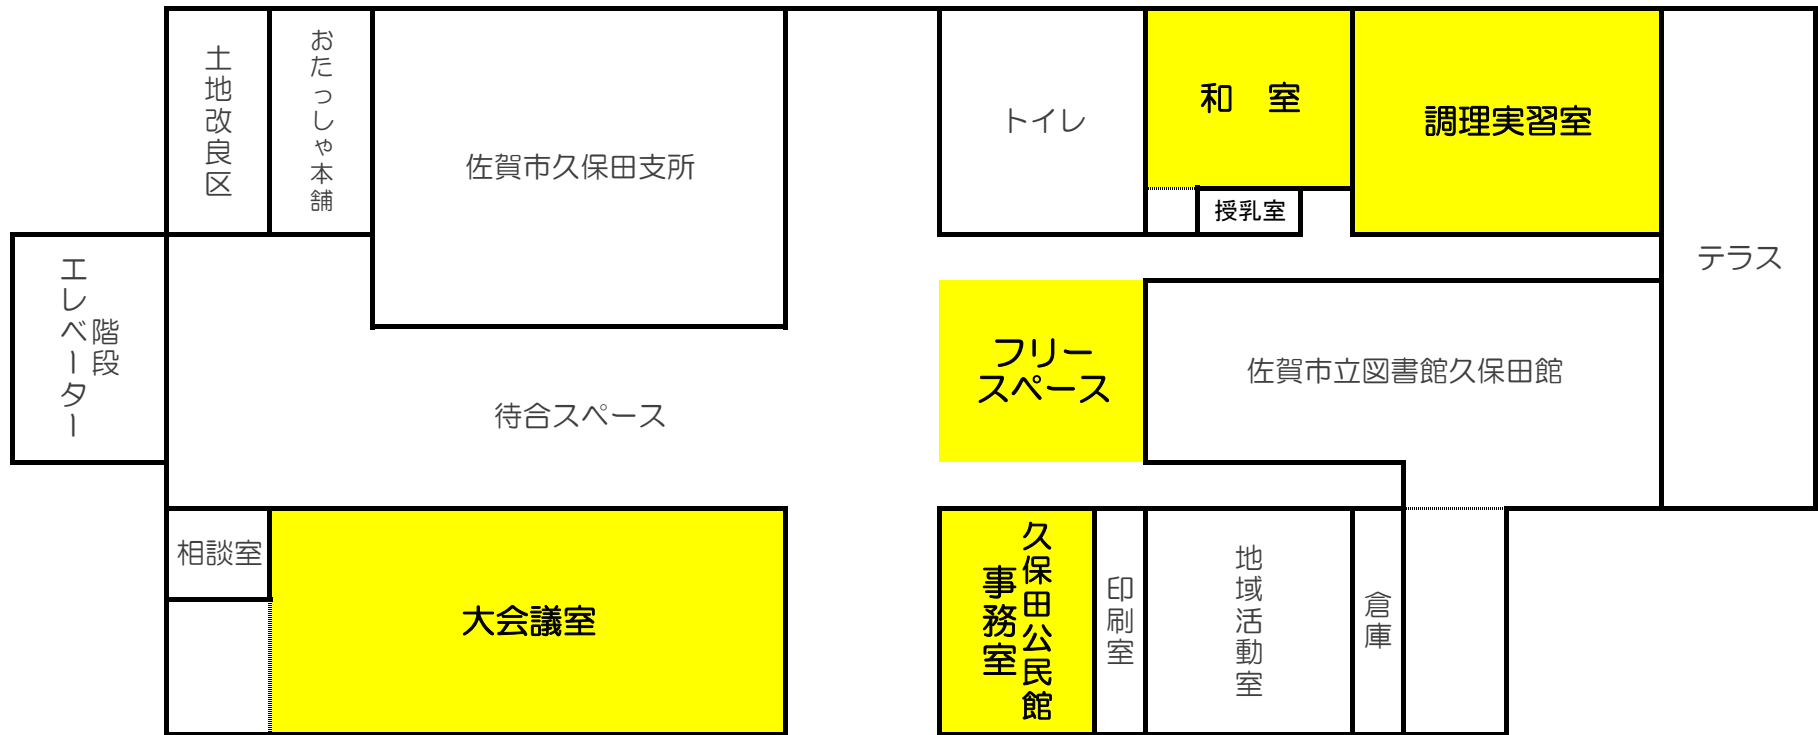 土地改良区
おたっしゃ本舗
佐賀市久保田支所
トイレ
和　室
調理実習室
授乳室
テラス
階段
エレベーター
フリー
スペース
佐賀市立図書館久保田館
待合スペース
相談室
大会議室
久保田公民館
事務室
印刷室
地域活動室
倉庫